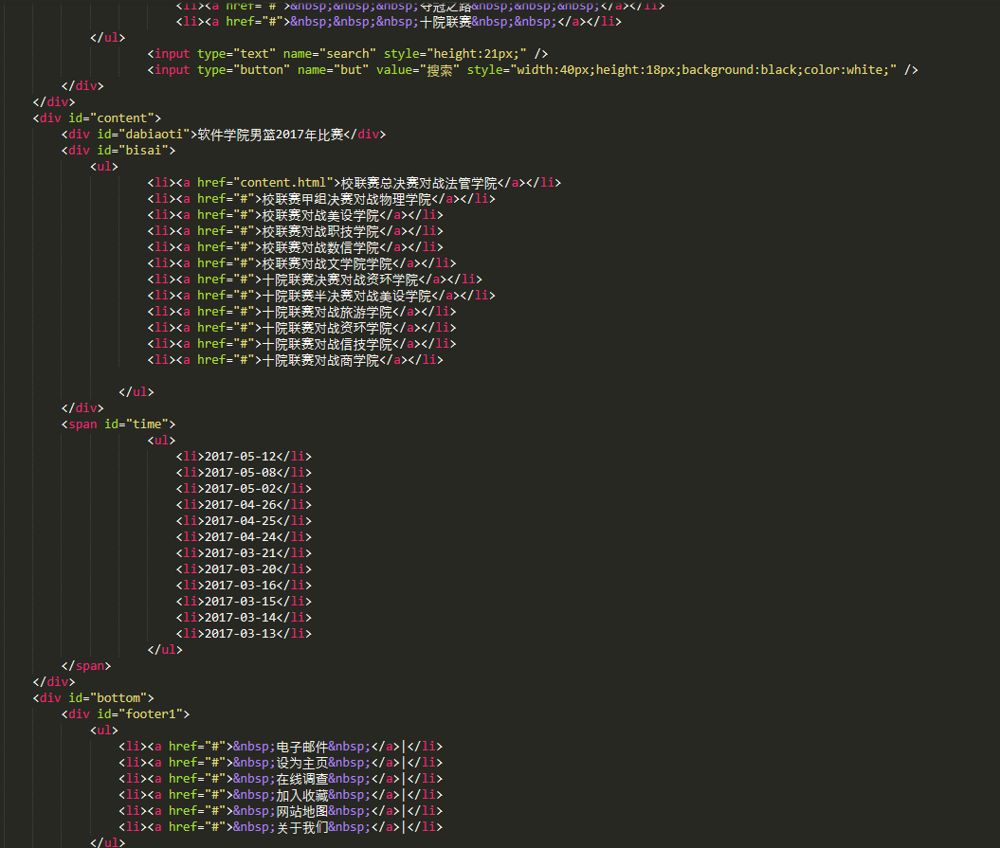 <li><a href="#">&nbsp;&nbsp;&nbsp;夺冠之路&nbsp;&nbsp;&nbsp;</a></li>
<li><a href="#">&nbsp;&nbsp;&nbsp;十院联赛&nbsp;&nbsp;</a></li>
</ul>
<input type="text" name="search" style="height:21px;" />
<input type="button" name="but" value="搜索" style="width:40px;height:18px;background:black;color:white;" />
</div>
</div>
<div id="content">
<div id="dabiaoti">软件学院男篮2017年比赛</div>
<div id="bisai">
<ul>
<li><a href="content.html">校联赛总决赛对战法管学院</a></li>
<li><a href="#">校联赛甲组决赛对战物理学院</a></li>
<li><a href="#">校联赛对战美设学院</a></li>
<li><a href="#">校联赛对战职技学院</a></li>
<li><a href="#">校联赛对战数信学院</a></li>
<li><a href="#">校联赛对战文学院学院</a></li>
<li><a href="#">十院联赛决赛对战资环学院</a></li>
<li><a href="#">十院联赛半决赛对战美设学院</a></li>
<li><a href="#">十院联赛对战旅游学院</a></li>
<li><a href="#">十院联赛对战资环学院</a></li>
<li><a href="#">十院联赛对战信技学院</a></li>
<li><a href="#">十院联赛对战商学院</a></li>
</ul>
</div>
<span id="time">
<ul>
<li>2017-05-12</li>
<li>2017-05-08</li>
<li>2017-05-02</li>
<li>2017-04-26</li>
<li>2017-04-25</li>
<li>2017-04-24</li>
<li>2017-03-21</li>
<li>2017-03-20</li>
<li>2017-03-16</li>
<li>2017-03-15</li>
<li>2017-03-14</li>
<li>2017-03-13</li>
</ul>
</span>
</div>
<div id="bottom">
<div id="footer1">
<ul>
<li><a href="#">&nbsp;电子邮件&nbsp;</a>|</li>
<li><a href="#">&nbsp;设为主页&nbsp;</a>|</li>
<li><a href="#">&nbsp;在线调查&nbsp;</a>|</li>
<li><a href="#">&nbsp;加入收藏&nbsp;</a>|</li>
<li><a href="#">&nbsp;网站地图&nbsp;</a>|</li>
<li><a href="#">&nbsp;关于我们&nbsp;</a>|</li>
</ul>